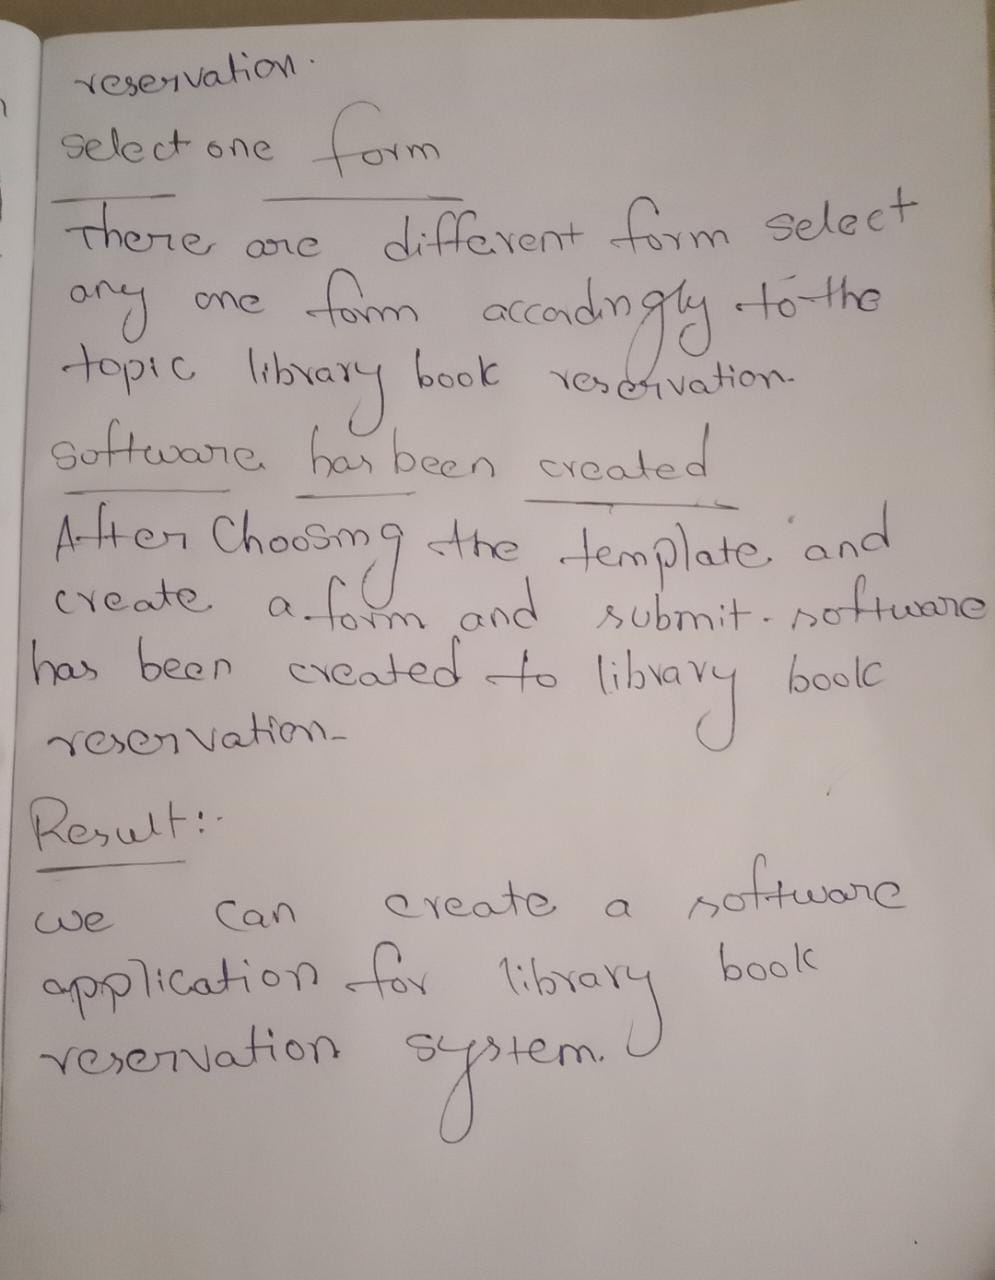 reservation.
select one form
There are different form select
any one form accordingly to the
topic library book reservation.
software has been created
After Choosing the template and
create a form and submit. software
has been created to library book
reservation.
Result:-
we can create a software
application for library book
reservation system.